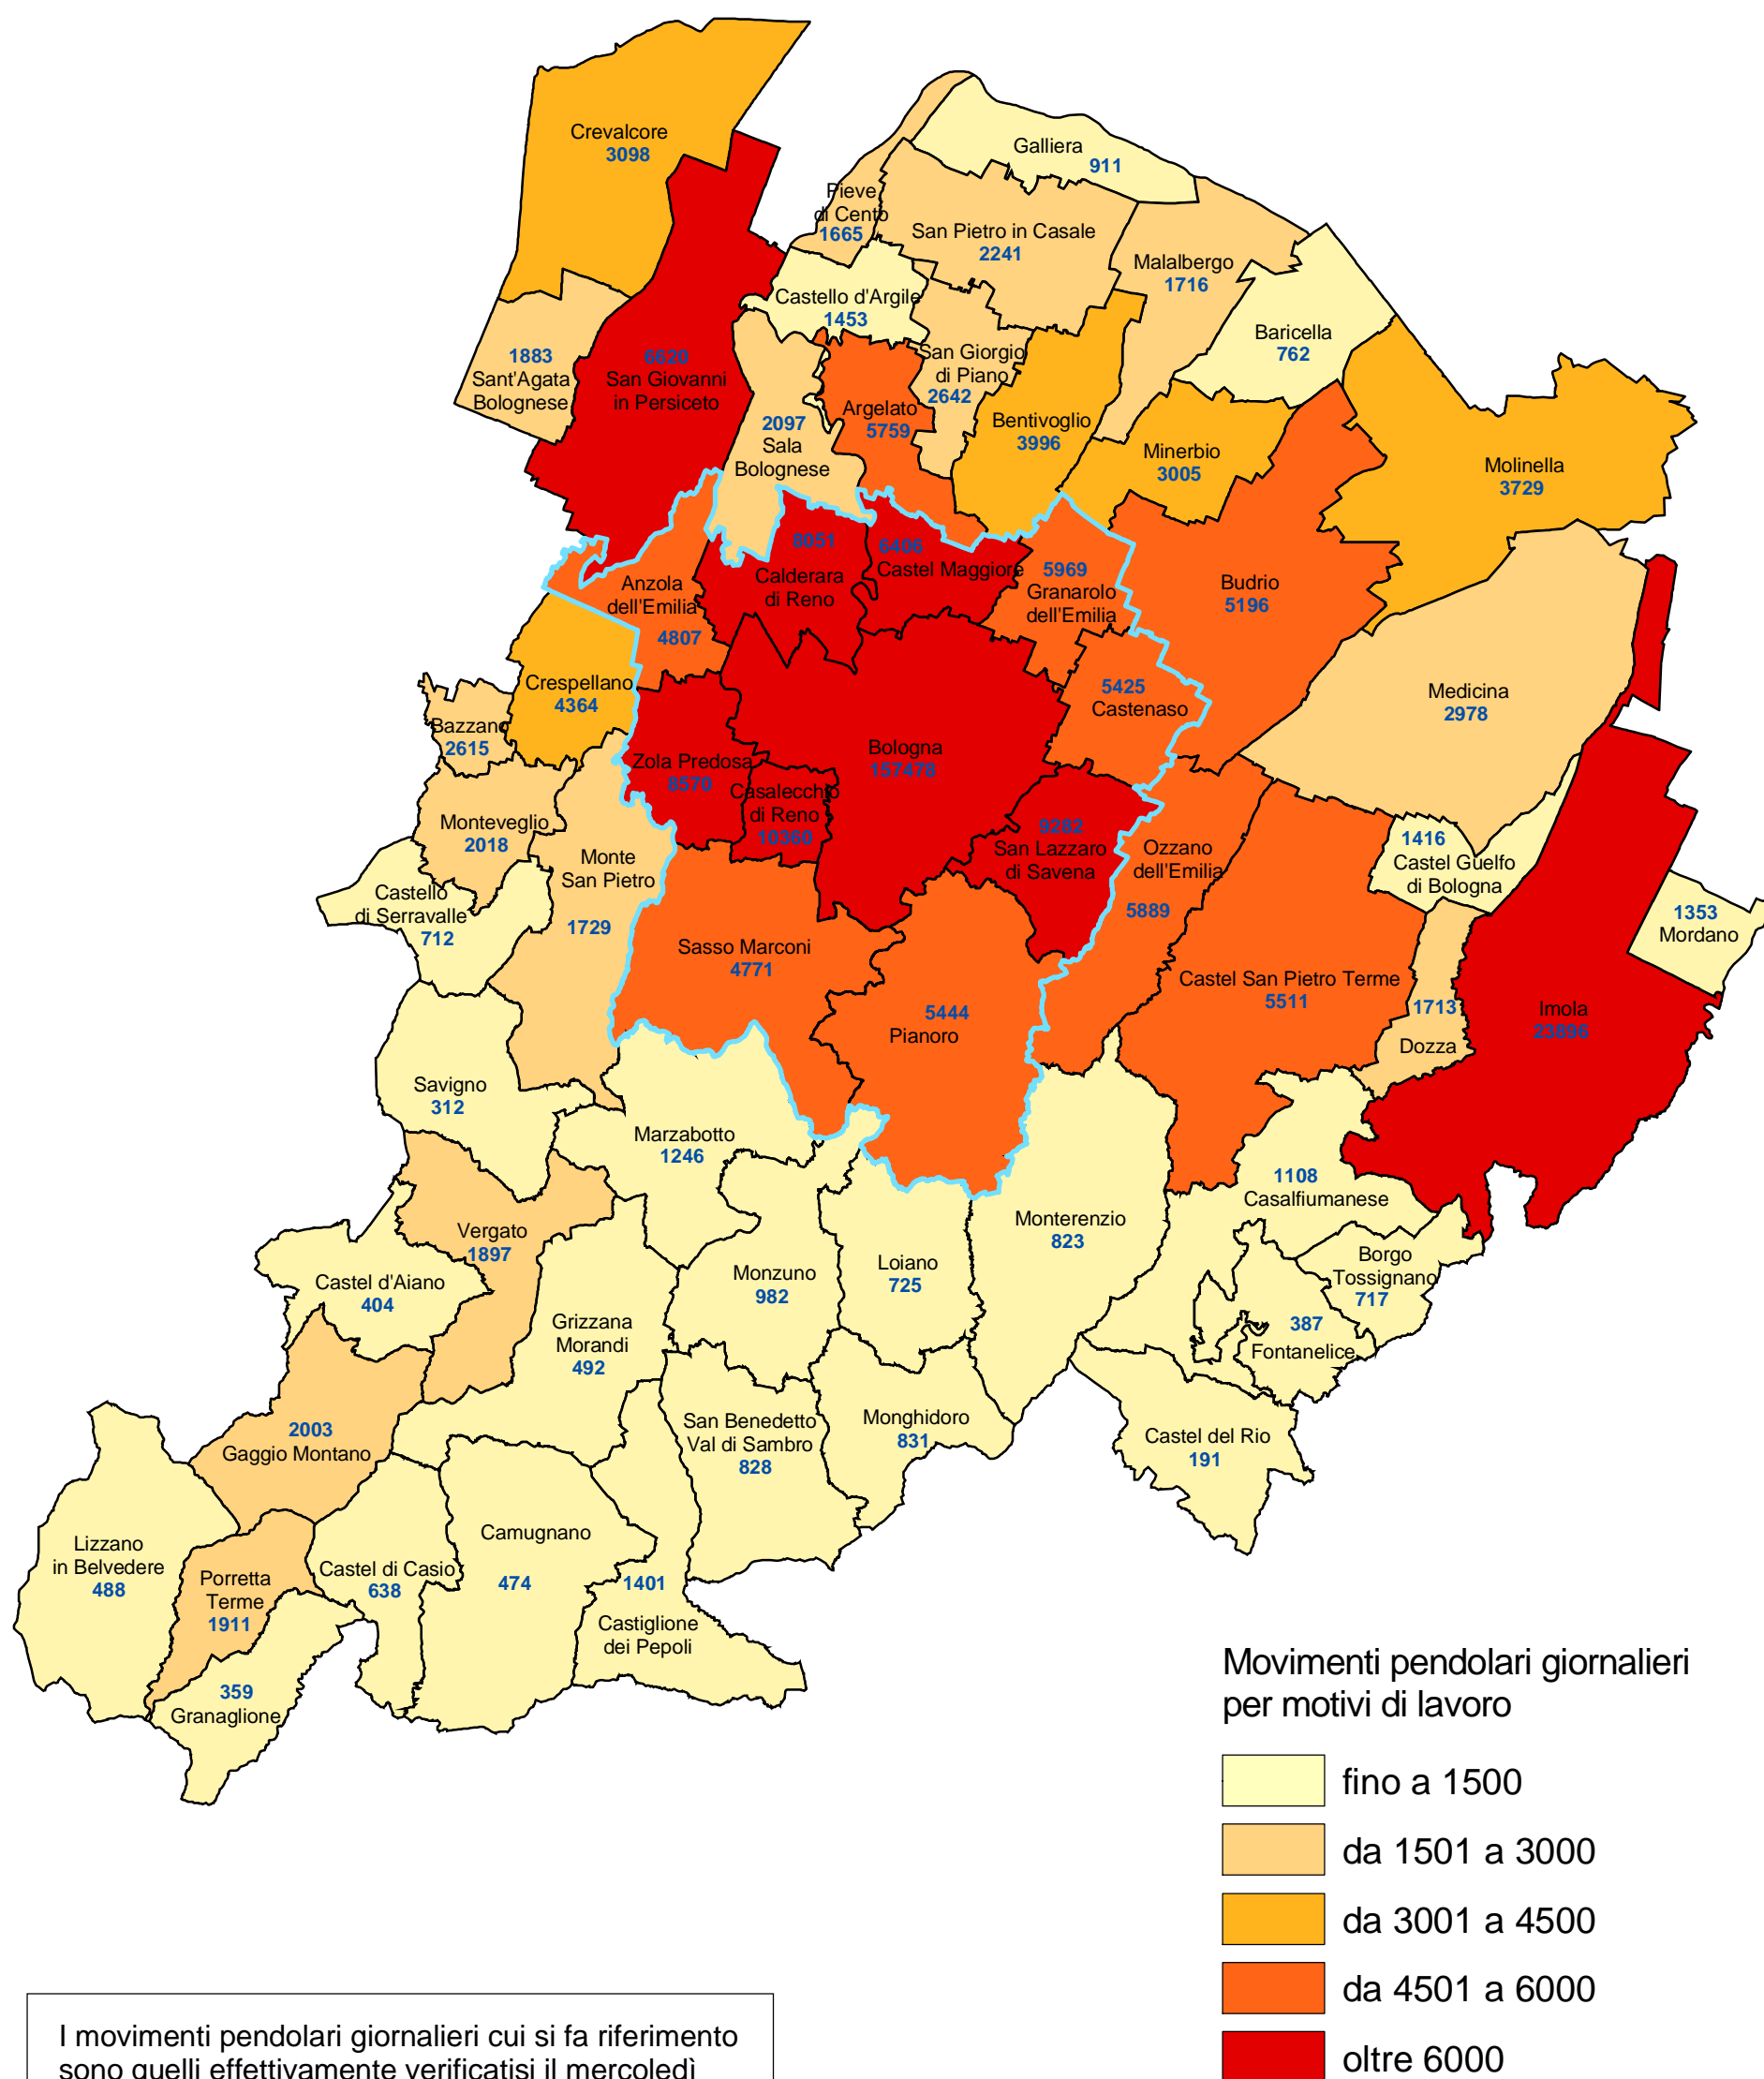 Crevalcore
3098
Galliera
911
Pieve
di Cento
1665
San Pietro in Casale
2241
Malalbergo
1716
Castello d'Argile
1453
Baricella
762
1883
Sant'Agata
Bolognese
6620
San Giovanni
in Persiceto
San Giorgio
di Piano
2642
Argelato
5759
2097
Sala
Bolognese
Bentivoglio
3996
Minerbio
3005
Molinella
3729
8051
Calderara
di Reno
6406
Castel Maggiore
5969
Granarolo
dell'Emilia
Anzola
dell'Emilia
4807
Budrio
5196
Crespellano
4364
5425
Castenaso
Medicina
2978
Bazzano
2615
Bologna
157478
Zola Predosa
8570
Casalecchio
di Reno
10360
Monteveglio
2018
9282
San Lazzaro
di Savena
Ozzano
dell'Emilia
5889
1416
Castel Guelfo
di Bologna
Monte
San Pietro
1729
Castello
di Serravalle
712
1353
Mordano
Sasso Marconi
4771
Castel San Pietro Terme
5511
5444
Pianoro
1713
Dozza
Imola
23896
Savigno
312
Marzabotto
1246
1108
Casalfiumanese
Monterenzio
823
Vergato
1897
Borgo
Tossignano
717
Loiano
725
Monzuno
982
Castel d'Aiano
404
Grizzana
Morandi
492
387
Fontanelice
2003
Gaggio Montano
San Benedetto
Val di Sambro
828
Monghidoro
831
Castel del Rio
191
Lizzano
in Belvedere
488
Camugnano
474
Castel di Casio
638
Porretta
Terme
1911
1401
Castiglione
dei Pepoli
359
Granaglione
Movimenti pendolari giornalieri
per motivi di lavoro
fino a 1500
da 1501 a 3000
da 3001 a 4500
da 4501 a 6000
oltre 6000
I movimenti pendolari giornalieri cui si fa riferimento
sono quelli effettivamente verificatisi il mercoledì